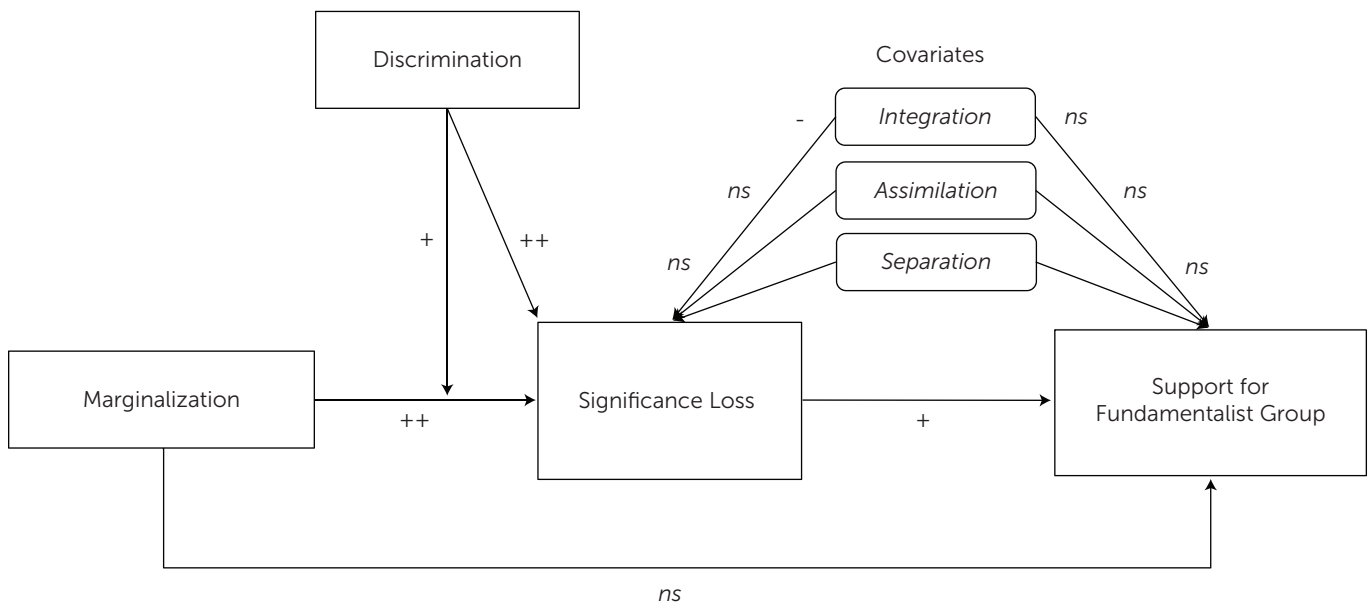 Discrimination
Covariates
-
Integration
ns
ns
Assimilation
ns
+
++
ns
Separation
ns
Marginalization
++
Significance Loss
+
Support for
Fundamentalist Group
ns